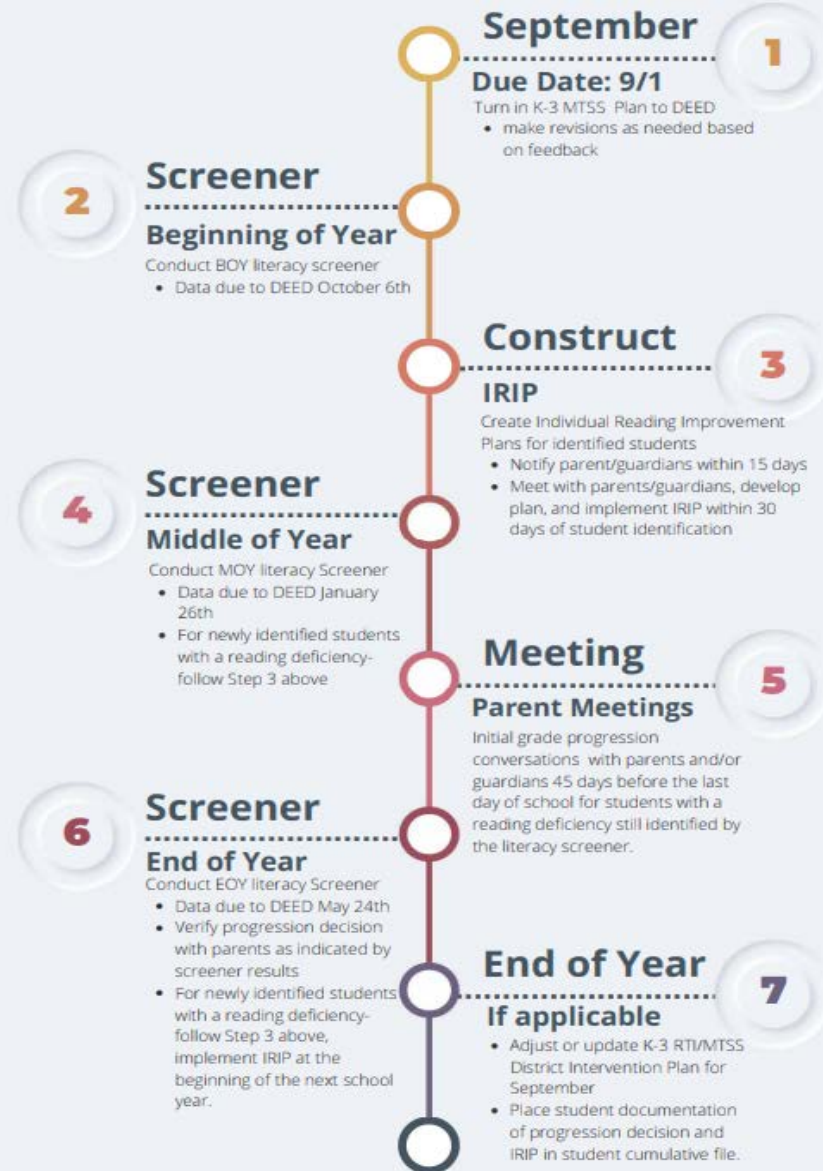 September
1
Due Date: 9/1
Turn in K-3 MTSS Plan to DEED
• make revisions as needed based
on feedback
2
Screener
Beginning of Year
Conduct BOY literacy screener
• Data due to DEED October 6th
Construct
3
IRIP
Create Individual Reading Improvement
Plans for identified students
• Notify parent/guardians within 15 days
• Meet with parents/guardians, develop
plan, and implement IRIP within 30
days of student identification
4
Screener
Middle of Year
Conduct MOY literacy Screener
• Data due to DEED January
26th
• For newly identified students
with a reading deficiency-
follow Step 3 above
Meeting
5
Parent Meetings
Initial grade progression
conversations with parents and/or
guardians 45 days before the last
day of school for students with a
reading deficiency still identified by
the literacy screener.
6
Screener
End of Year
Conduct EOY literacy Screener
• Data due to DEED May 24th
• Verify progression decision
with parents as indicated by
screener results
• For newly identified students
with a reading deficiency-
follow Step 3 above,
implement IRIP at the
beginning of the next school
year.
End of Year
7
If applicable
• Adjust or update K-3 RTI/MTSS
District Intervention Plan for
September
• Place student documentation
of progression decision and
IRIP in student cumulative file.